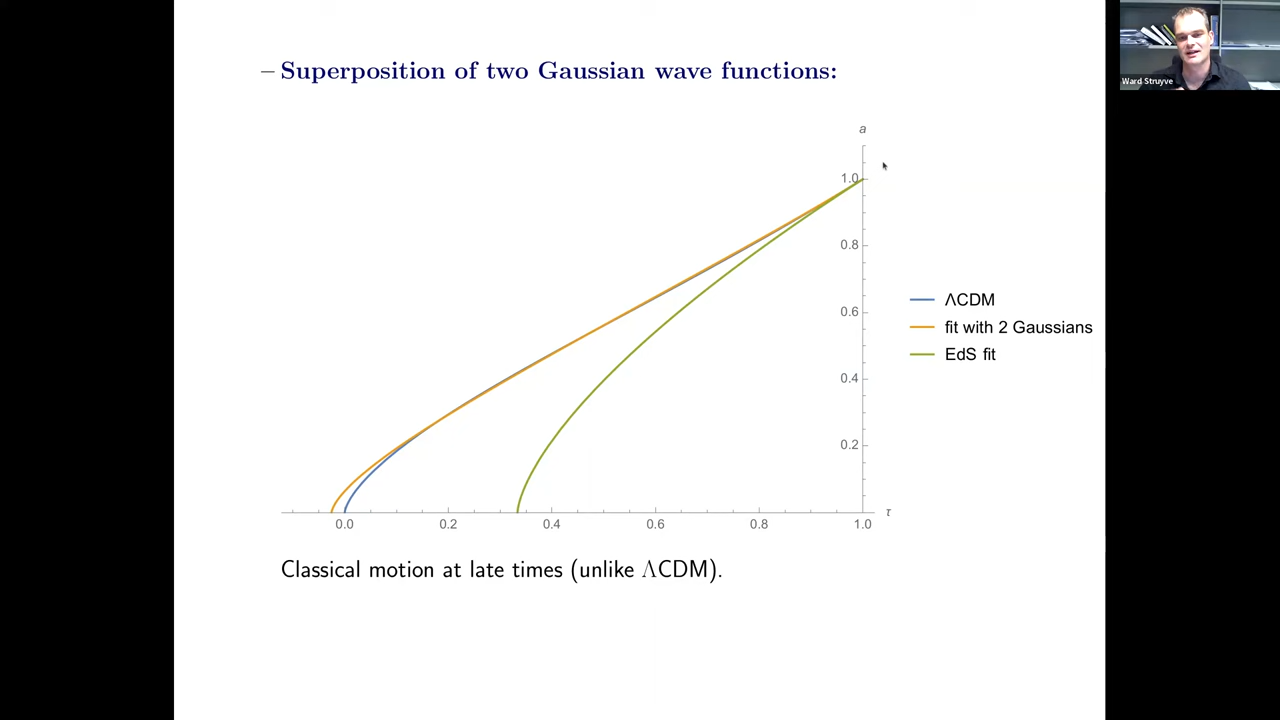 – Superposition of two Gaussian wave functions:
Ward Struyve
a
1.0
0.8
0.6
0.4
0.2
ΛCDM
fit with 2 Gaussians
EdS fit
0.0 0.2 0.4 0.6 0.8 1.0 τ
Classical motion at late times (unlike ΛCDM).